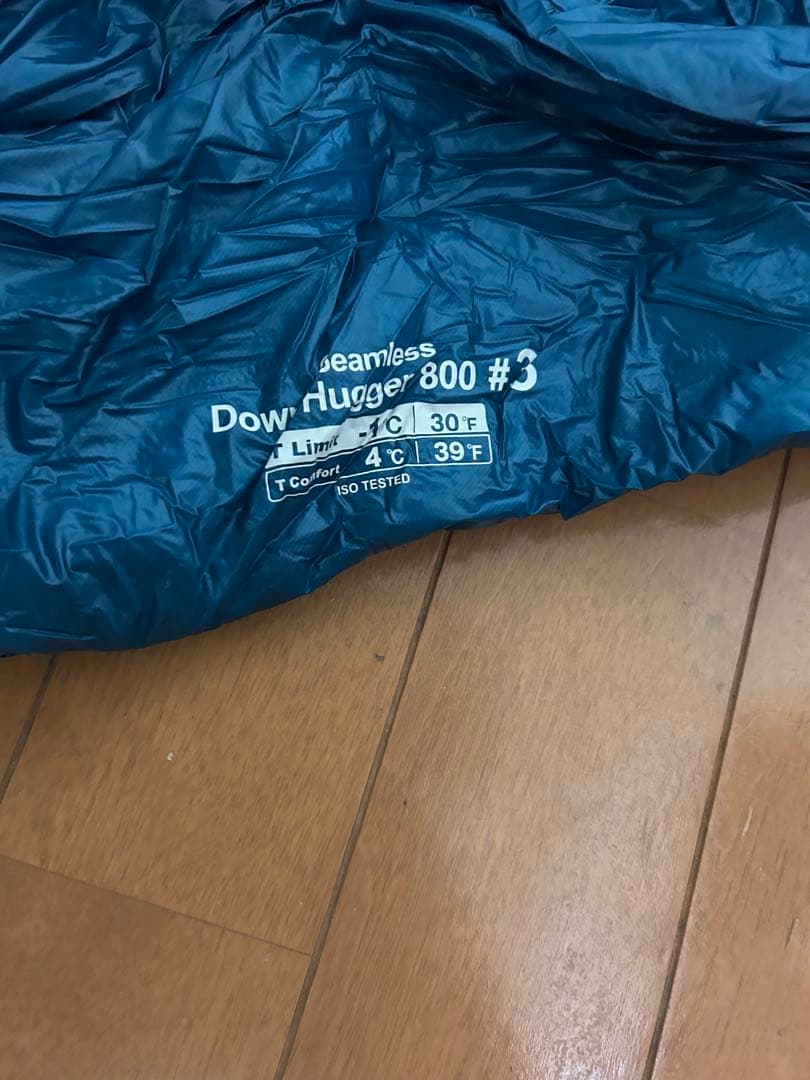 Seamless
Down Hugger 800 #3
T Limit -1°C 30°F
T Comfort 4°C 39°F
ISO TESTED